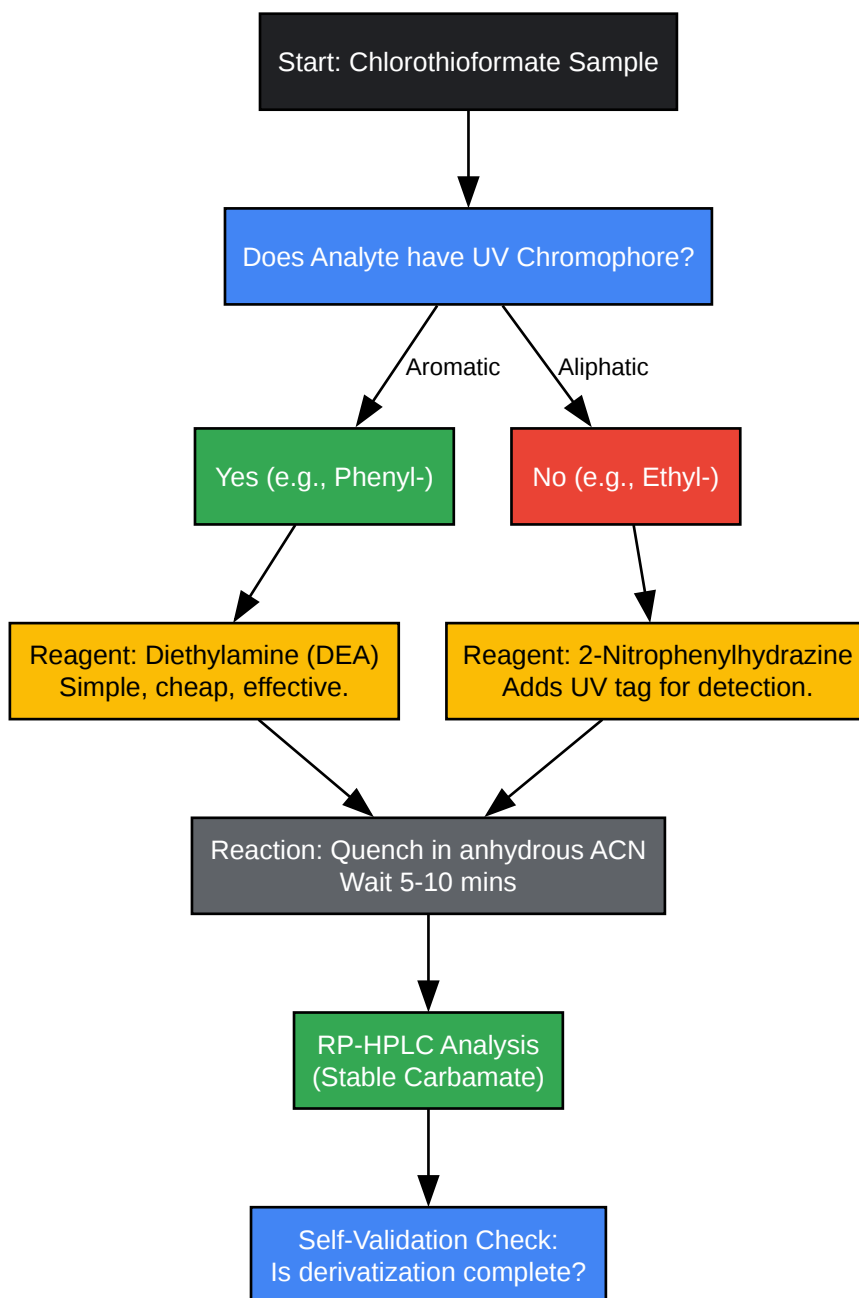 Start: Chlorothioformate Sample
Does Analyte have UV Chromophore?
Aromatic
Aliphatic
Yes (e.g., Phenyl-)
No (e.g., Ethyl-)
Reagent: Diethylamine (DEA)
Simple, cheap, effective.
Reagent: 2-Nitrophenylhydrazine
Adds UV tag for detection.
Reaction: Quench in anhydrous ACN
Wait 5-10 mins
RP-HPLC Analysis
(Stable Carbamate)
Self-Validation Check:
Is derivatization complete?